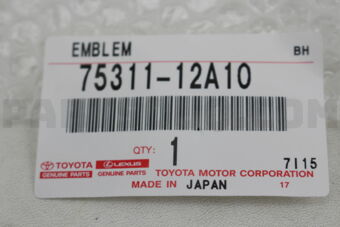 EMBLEM BH
75311-12A10
QTY: 1 7I15
TOYOTA LEXUS TOYOTA MOTOR CORPORATION
GENUINE PARTS GENUINE PARTS
MADE IN JAPAN 17